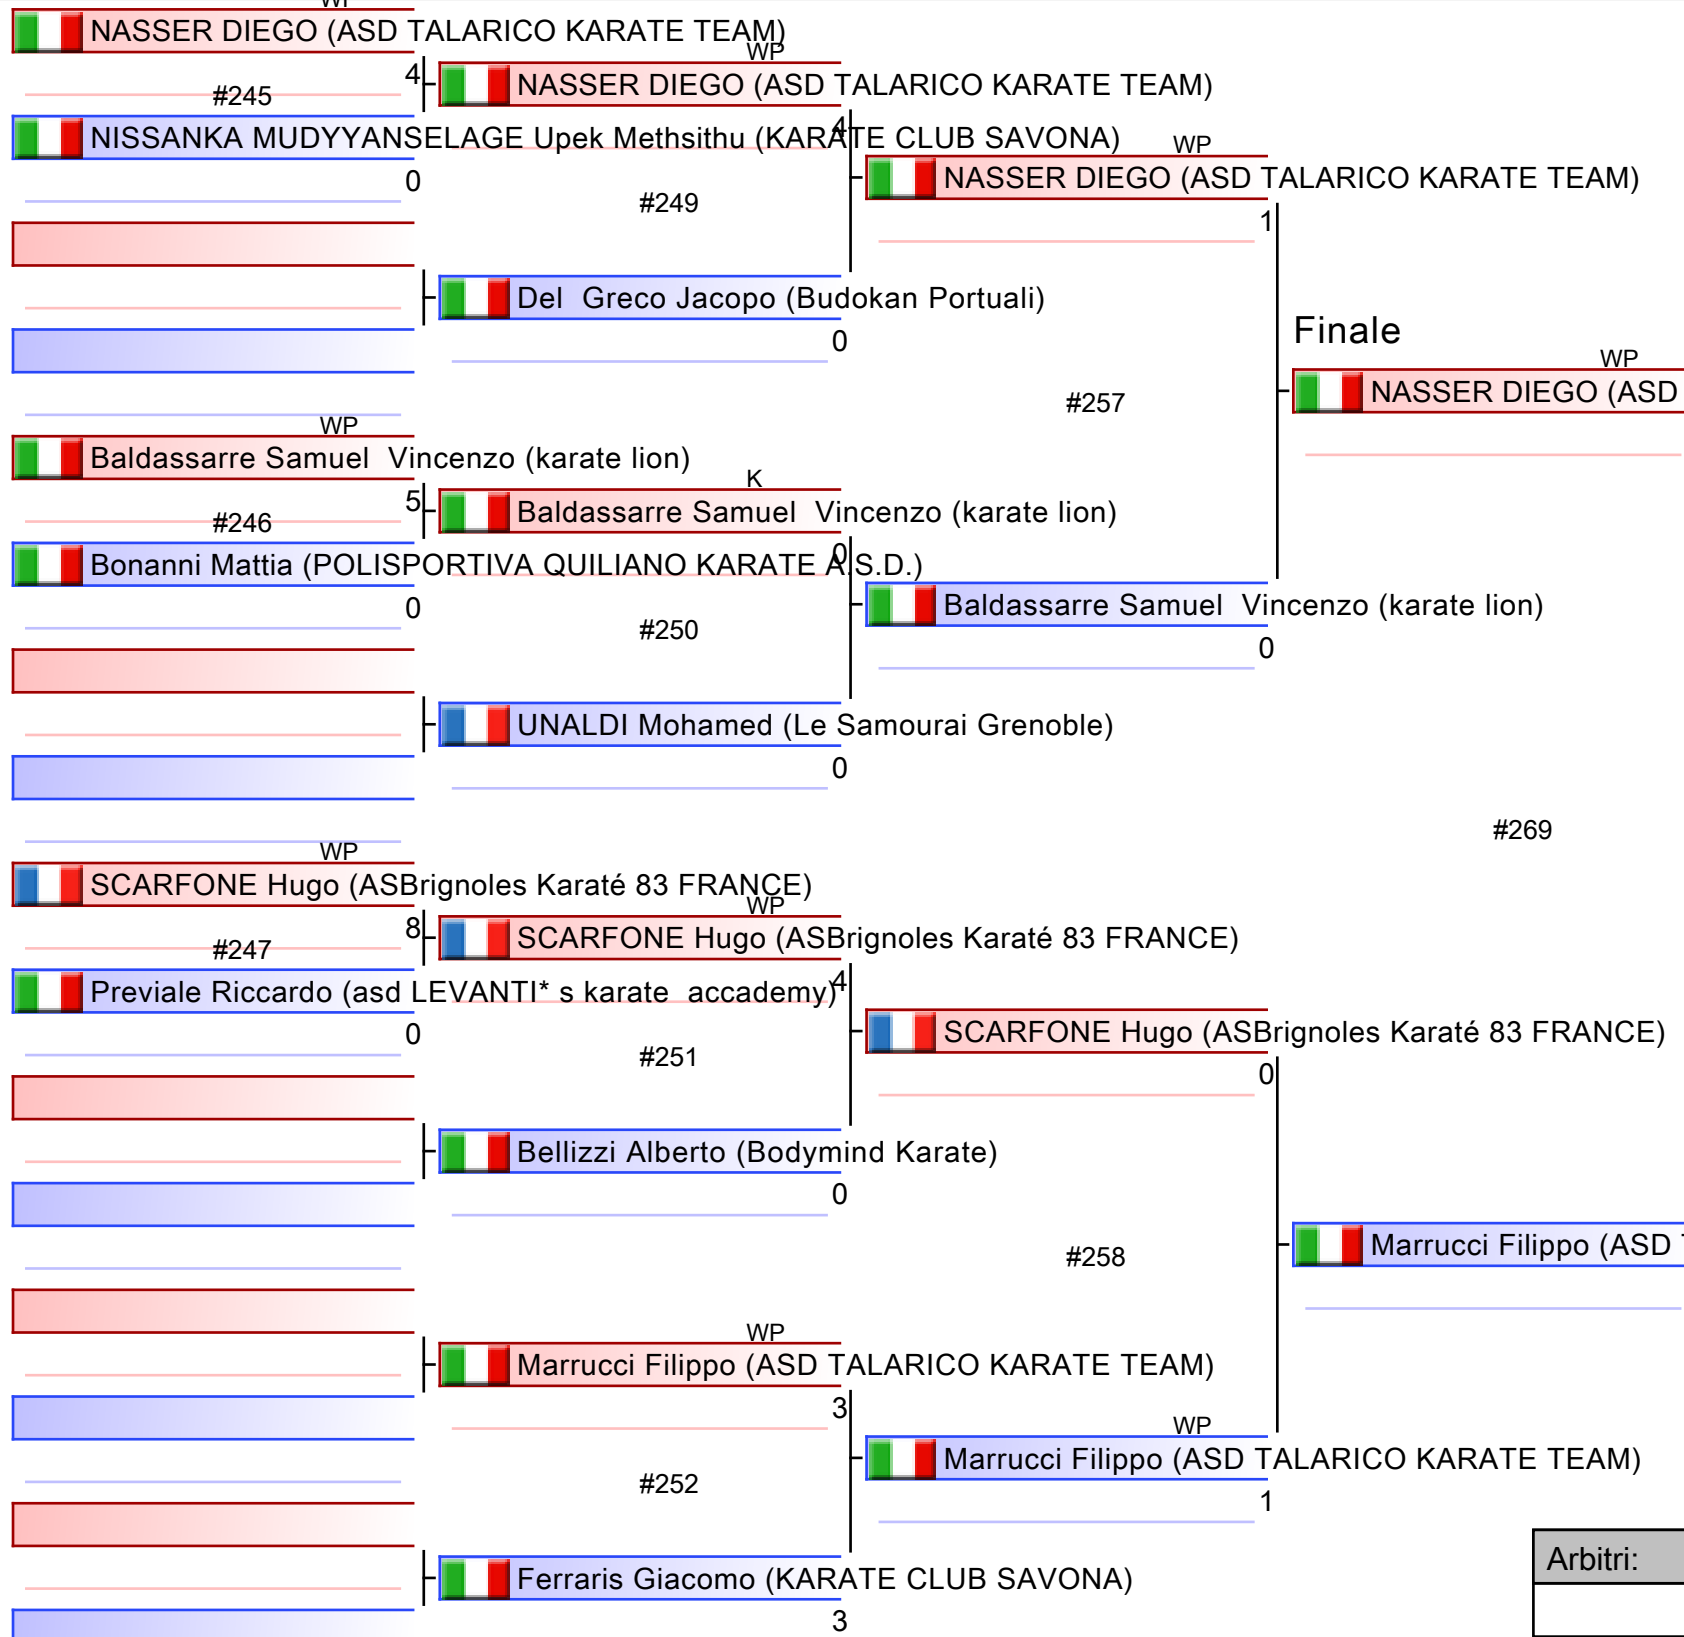 WP
NASSER DIEGO (ASD TALARICO KARATE TEAM)
4
#245
NISSANKA MUDYYANSELAGE Upek Methsithu (KARATE CLUB SAVONA)
0
WP
Baldassarre Samuel  Vincenzo (karate lion)
5
#246
Bonanni Mattia (POLISPORTIVA QUILIANO KARATE A.S.D.)
0
WP
SCARFONE Hugo (ASBrignoles Karaté 83 FRANCE)
8
#247
Previale Riccardo (asd LEVANTI* s karate  accademy)
0
WP
NASSER DIEGO (ASD TALARICO KARATE TEAM)
4
#249
Del  Greco Jacopo (Budokan Portuali)
0
K
Baldassarre Samuel  Vincenzo (karate lion)
0
#250
UNALDI Mohamed (Le Samourai Grenoble)
0
WP
SCARFONE Hugo (ASBrignoles Karaté 83 FRANCE)
4
#251
Bellizzi Alberto (Bodymind Karate)
0
WP
Marrucci Filippo (ASD TALARICO KARATE TEAM)
3
#252
Ferraris Giacomo (KARATE CLUB SAVONA)
3
WP
NASSER DIEGO (ASD TALARICO KARATE TEAM)
1
#257
Baldassarre Samuel  Vincenzo (karate lion)
0
SCARFONE Hugo (ASBrignoles Karaté 83 FRANCE)
0
#258
WP
Marrucci Filippo (ASD TALARICO KARATE TEAM)
1
Finale
WP
NASSER DIEGO (ASD
#269
Marrucci Filippo (ASD
Arbitri: